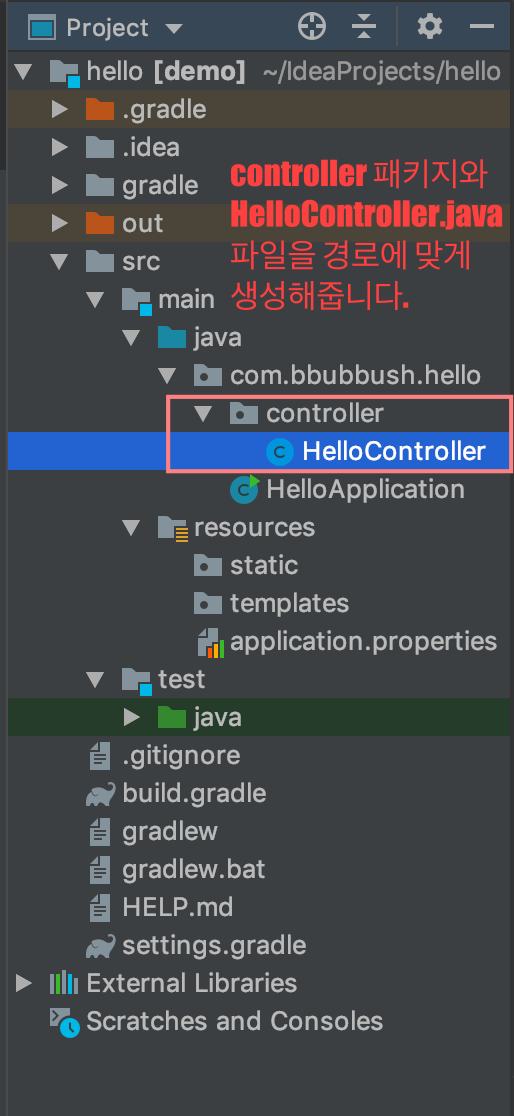 Project
hello [demo] ~/IdeaProjects/hello
.gradle
.idea
gradle
out
controller 패키지와
HelloController.java
파일을 경로에 맞게
생성해줍니다.
src
main
java
com.bbubbush.hello
controller
HelloController
HelloApplication
resources
static
templates
application.properties
test
java
.gitignore
build.gradle
gradlew
gradlew.bat
HELP.md
settings.gradle
External Libraries
Scratches and Consoles